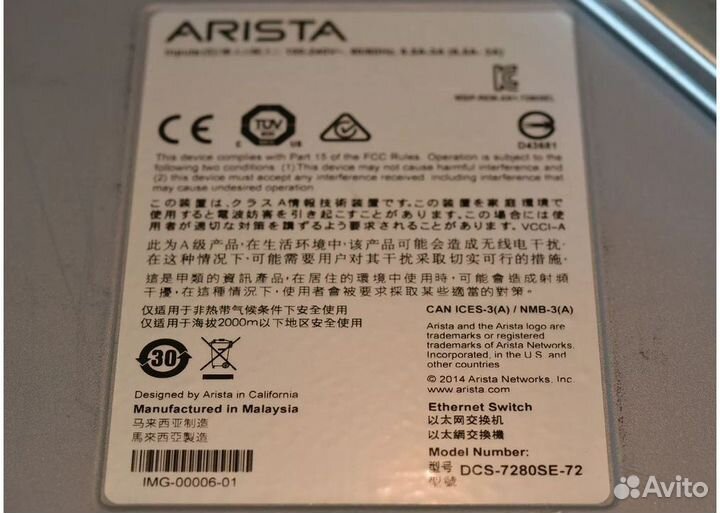 ARISTA
100-240V~, 50/60Hz,
CE
TÜV
C US
D43681
This device complies with Part 15 of the FCC Rules. Operation is subject to the
following two conditions: (1)This device may not cause harmful interference, and
(2) this device must accept any interference received, including interference that
may cause undesired operation.
この装置は、クラスA情報技術装置です。この装置を家庭環境で
使用すると電波妨害を引き起こすことがあります。この場合には使用
者が適切な対策を講ずるよう要求されることがあります。VCCI-A
此为A级产品,在生活环境中,该产品可能会造成无线电干扰.
在这种情况下,可能需要用户对其干扰采取切实可行的措施.
這是甲類的資訊產品,在居住的環境中使用時,可能會造成射頻
干擾,在這種情況下,使用者會被要求採取某些適當的對策.
仅适用于非热带气候条件下安全使用
仅适用于海拔2000m以下地区安全使用
30
Designed by Arista in California
Manufactured in Malaysia
马来西亚制造
馬來西亞製造
IMG-00006-01
CAN ICES-3(A) / NMB-3(A)
Arista and the Arista logo are
trademarks or registered
trademarks of Arista Networks,
Incorporated, in the U.S. and
other countries
© 2014 Arista Networks, Inc.
www.arista.com
Ethernet Switch
以太网交换机
以太網交換機
Model Number:
型号 DCS-7280SE-72
型號
Avito